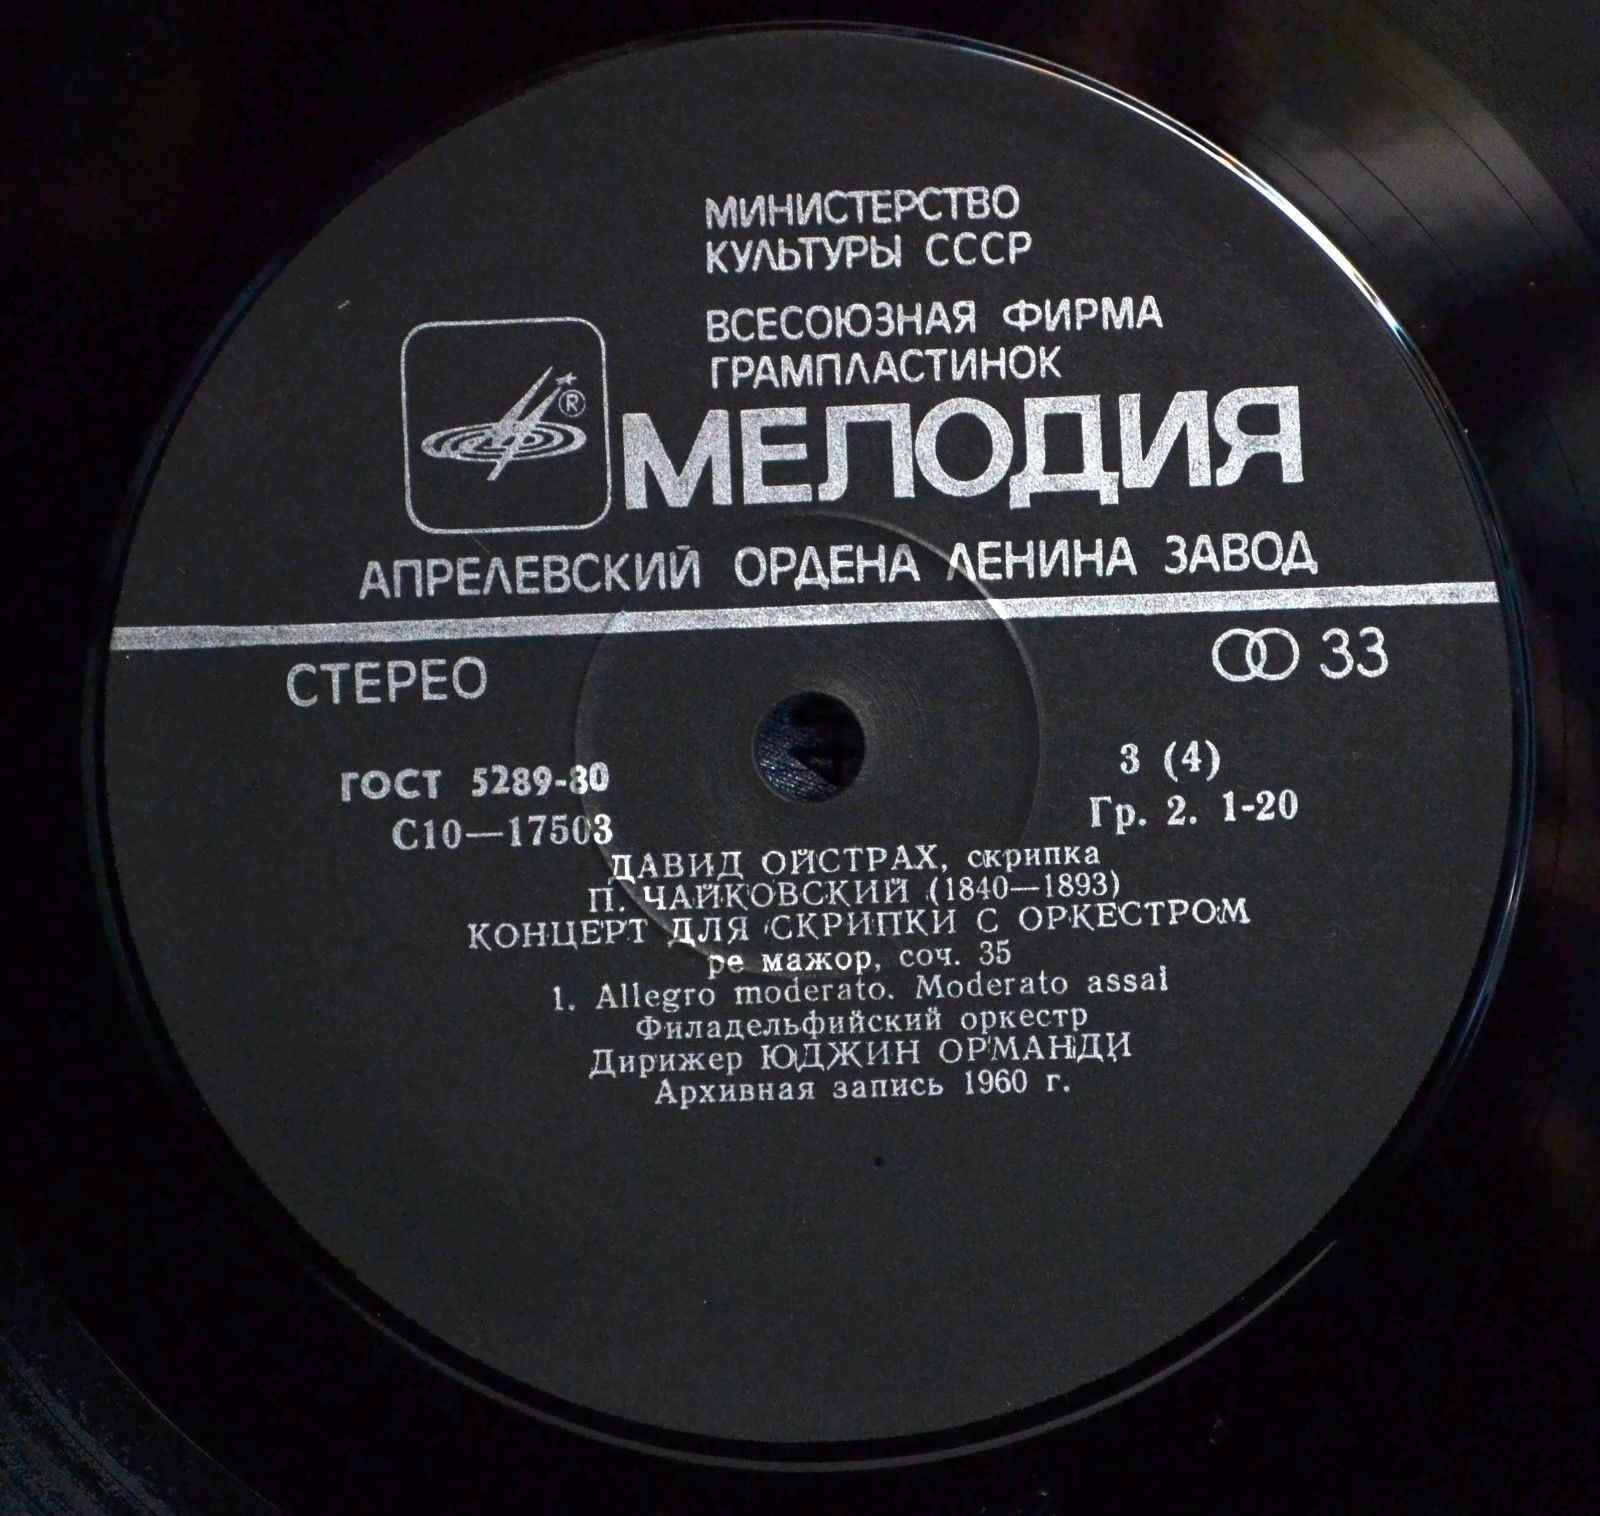 МИНИСТЕРСТВО
КУЛЬТУРЫ СССР
ВСЕСОЮЗНАЯ ФИРМА
ГРАМПЛАСТИНОК
®
МЕЛОДИЯ
АПРЕЛЕВСКИЙ ОРДЕНА ЛЕНИНА ЗАВОД
СТЕРЕО
33
ГОСТ 5289-80
3 (4)
С10—17503
Гр. 2. 1-20
ДАВИД ОЙСТРАХ, скрипка
П. ЧАЙКОВСКИЙ (1840—1893)
КОНЦЕРТ ДЛЯ СКРИПКИ С ОРКЕСТРОМ
ре мажор, соч. 35
1. Allegro moderato. Moderato assai
Филадельфийский оркестр
Дирижер ЮДЖИН ОРМАНДИ
Архивная запись 1960 г.